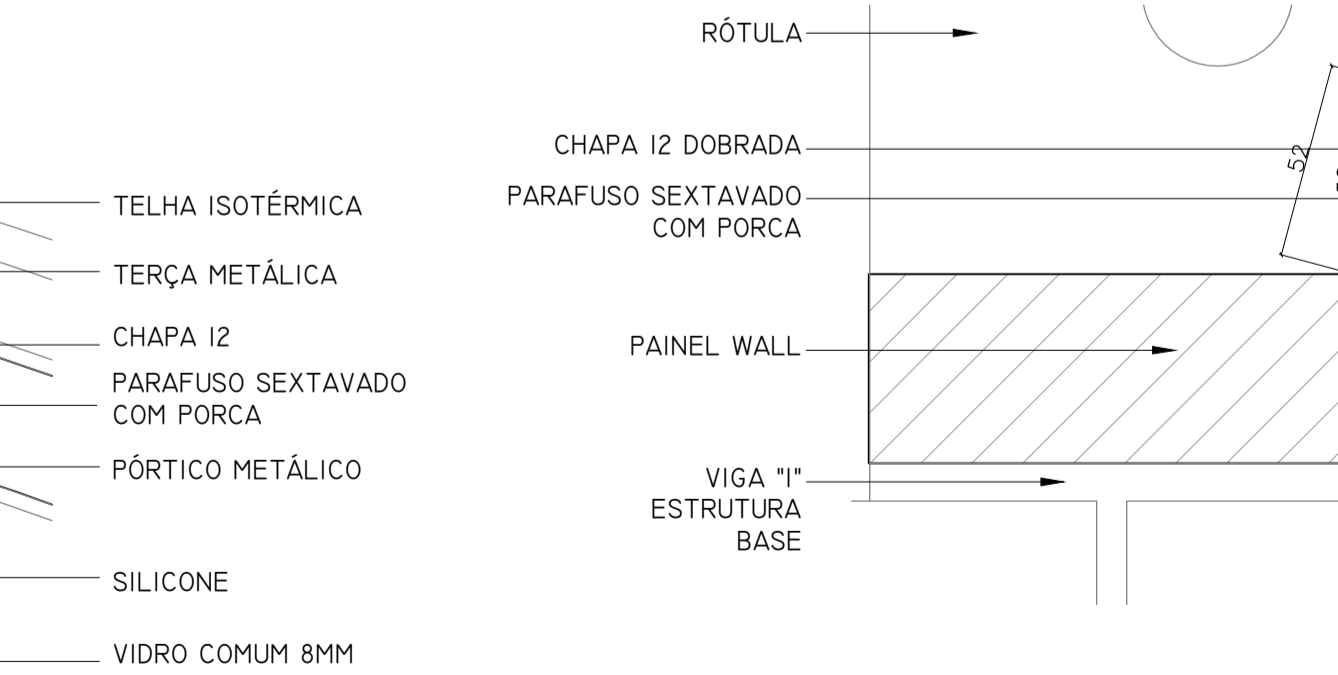 TELHA ISOTÉRMICA
TERÇA METÁLICA
CHAPA 12
PARAFUSO SEXTAVADO
COM PORCA
PÓRTICO METÁLICO
SILICONE
VIDRO COMUM 8MM
RÓTULA
CHAPA 12 DOBRADA
PARAFUSO SEXTAVADO
COM PORCA
PAINEL WALL
VIGA "I"
ESTRUTURA
BASE
52